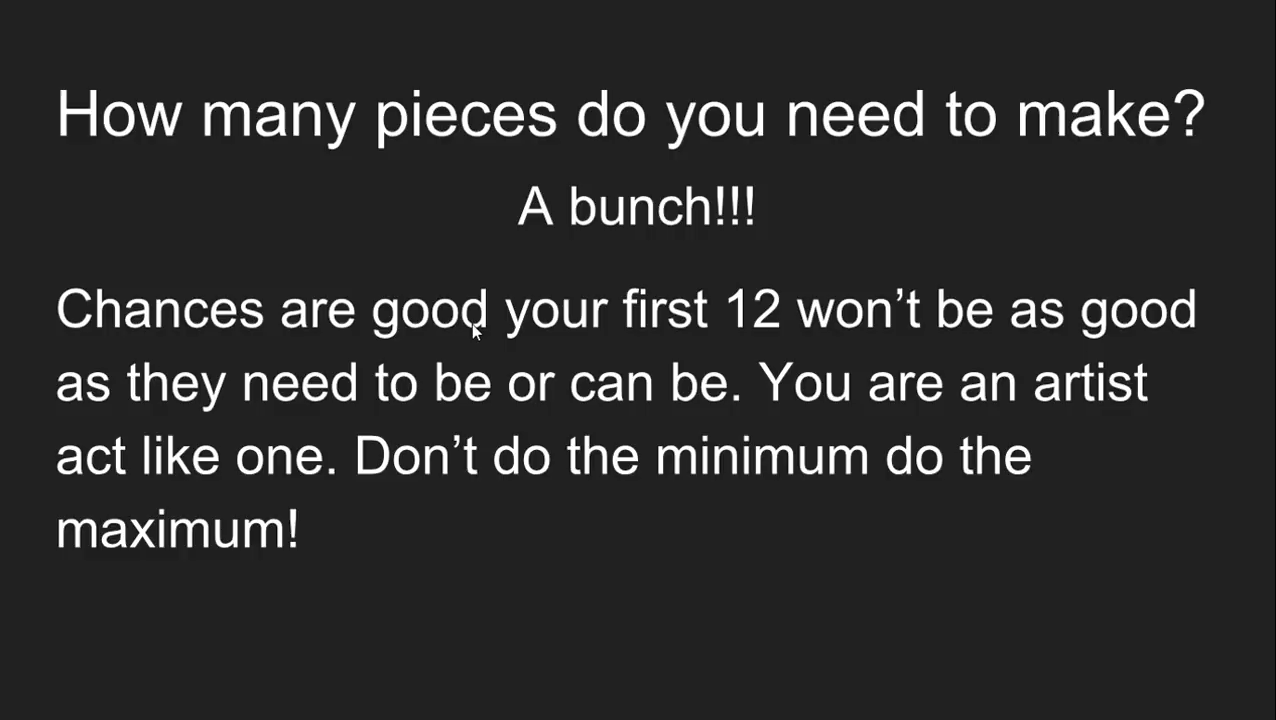 How many pieces do you need to make?
A bunch!!!
Chances are good your first 12 won’t be as good
as they need to be or can be. You are an artist
act like one. Don’t do the minimum do the
maximum!